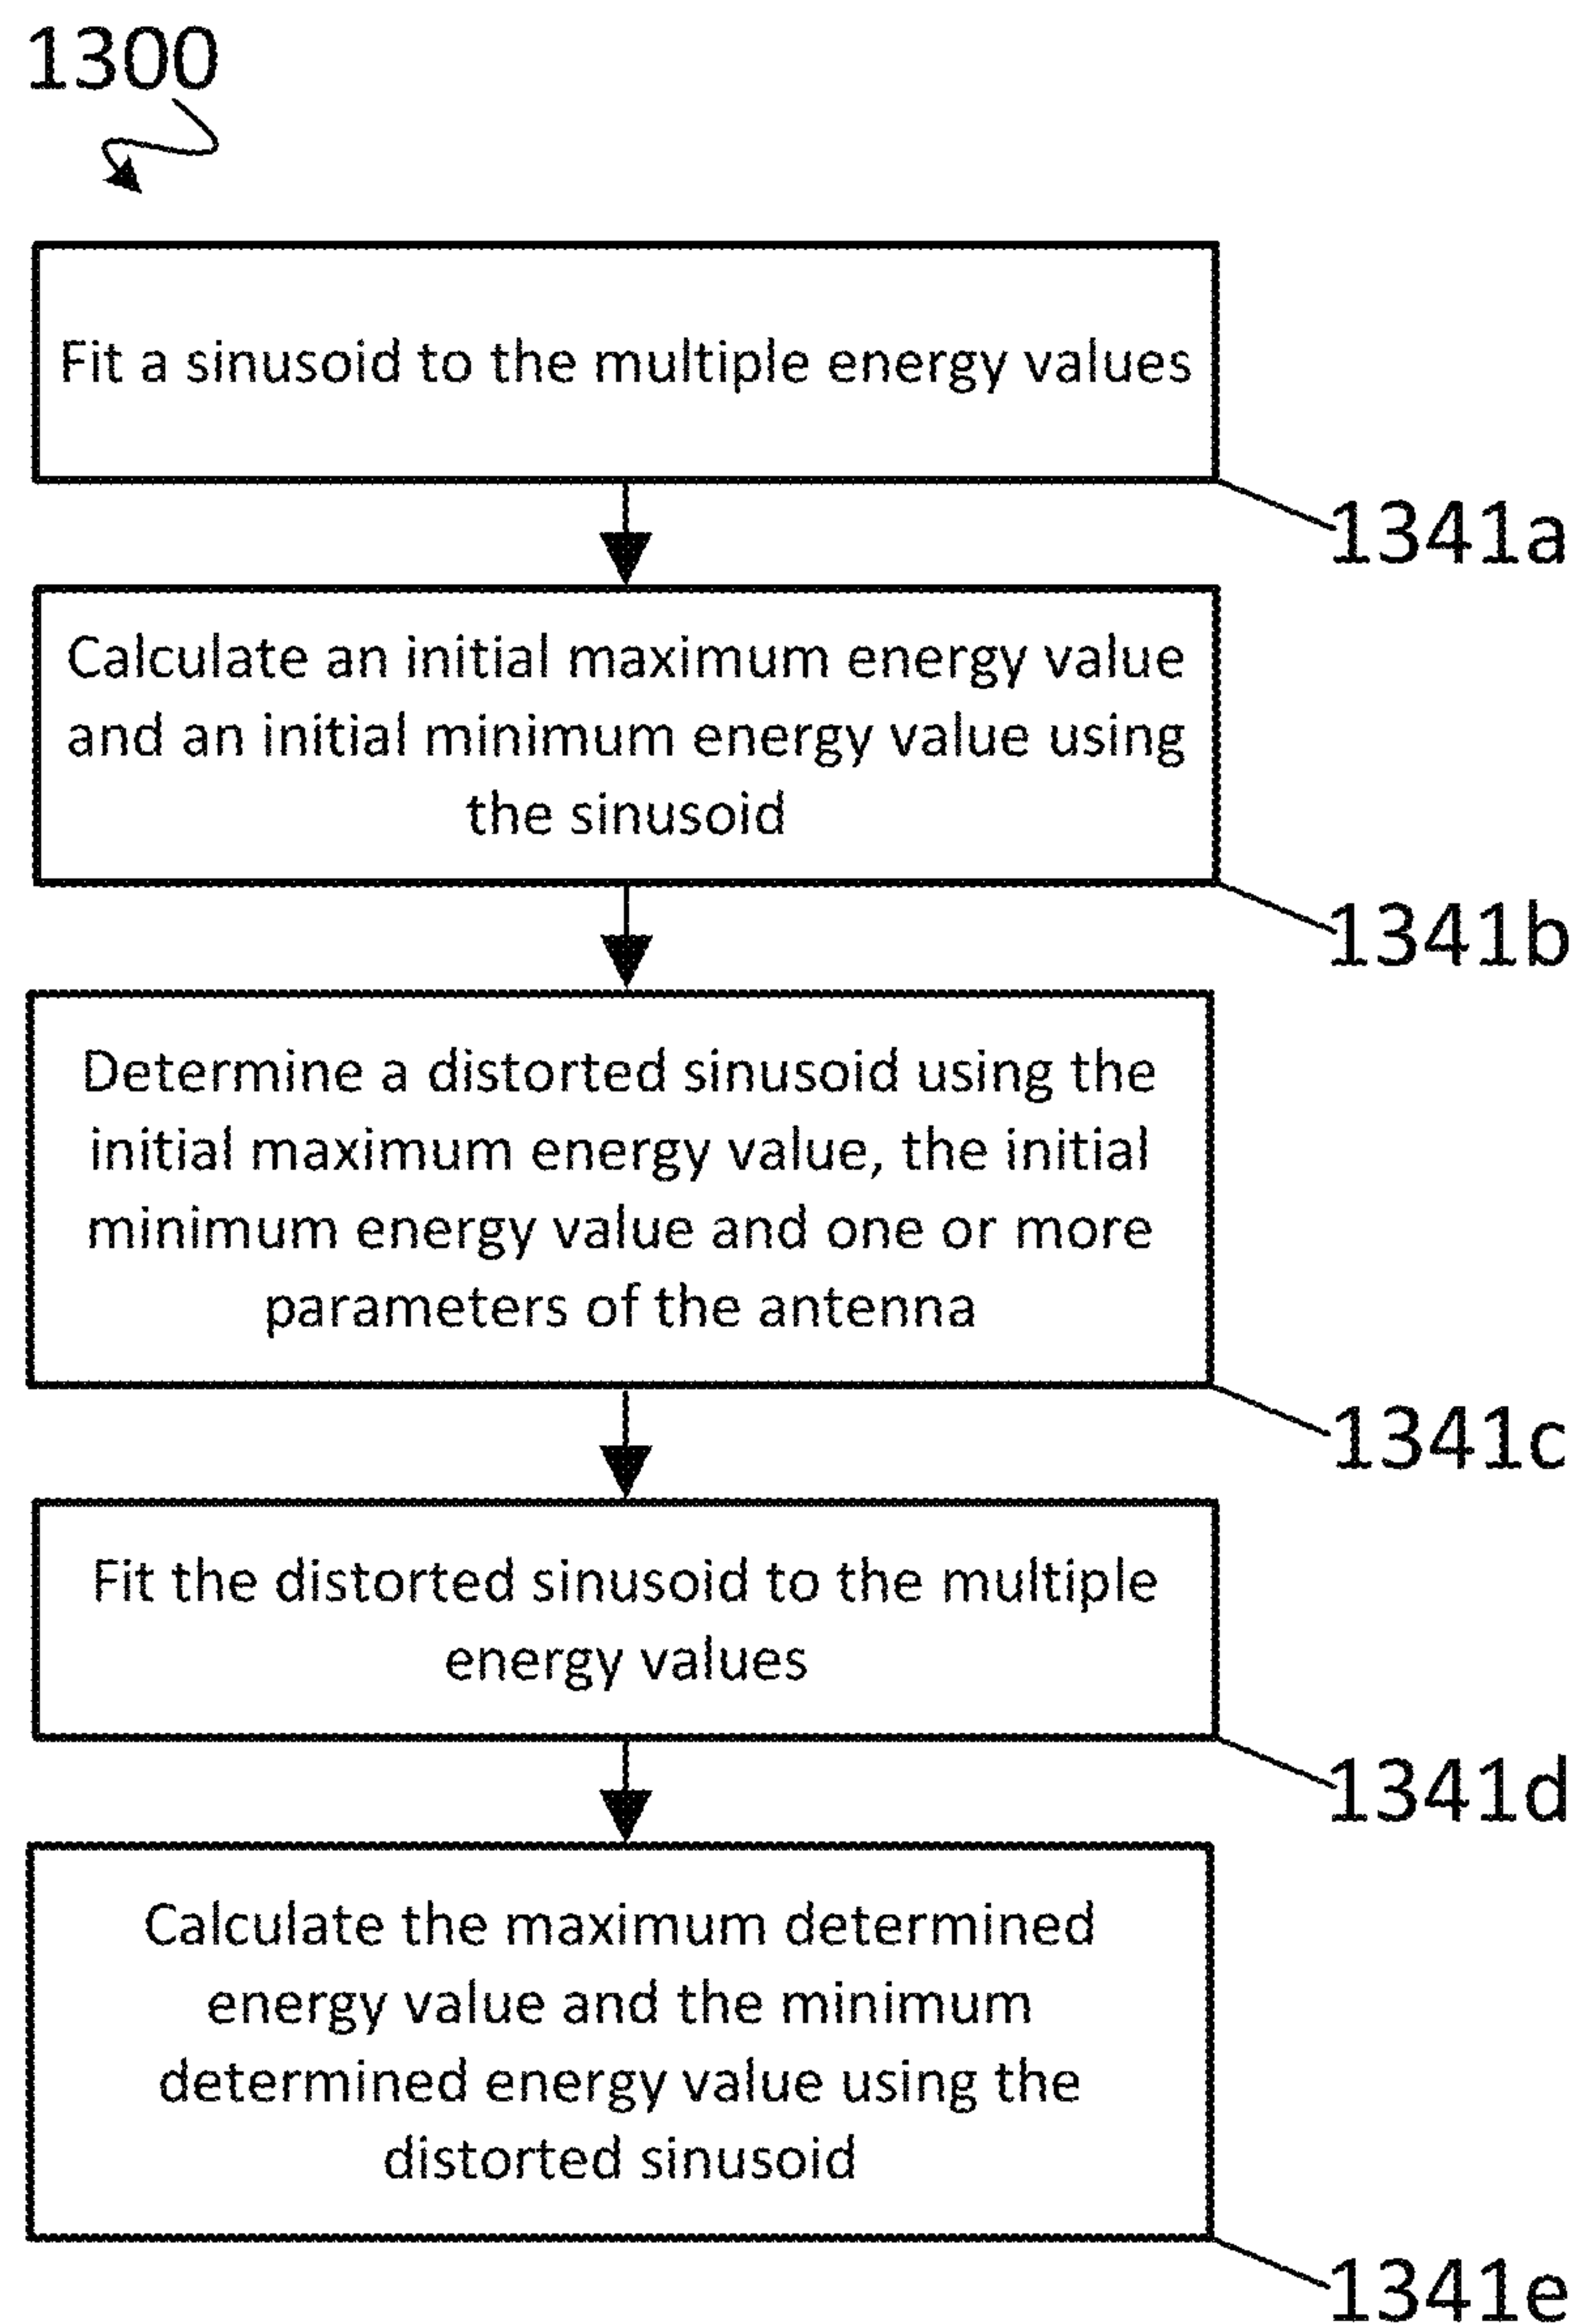 1300
Fit a sinusoid to the multiple energy values
1341a
Calculate an initial maximum energy value
and an initial minimum energy value using
the sinusoid
1341b
Determine a distorted sinusoid using the
initial maximum energy value, the initial
minimum energy value and one or more
parameters of the antenna
1341c
Fit the distorted sinusoid to the multiple
energy values
1341d
Calculate the maximum determined
energy value and the minimum
determined energy value using the
distorted sinusoid
1341e